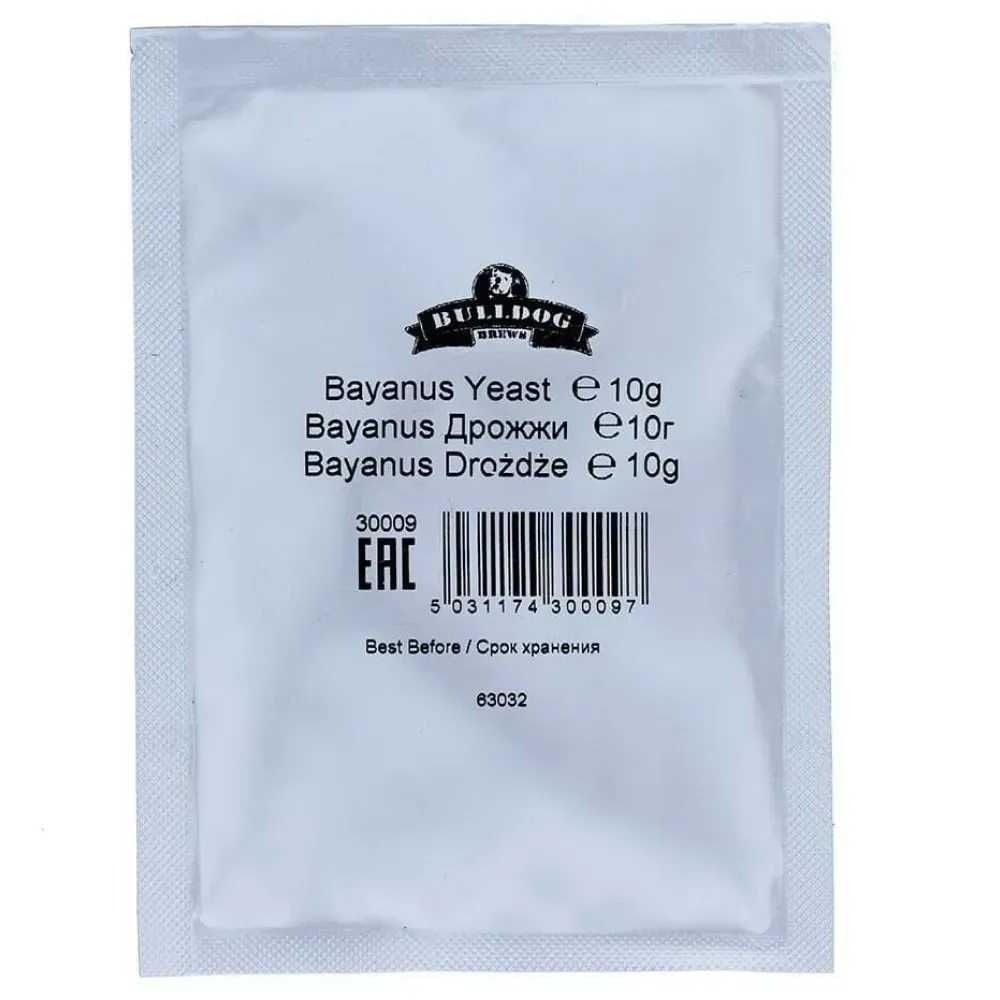 BULLDOG
BREWS
Bayanus Yeast ℮ 10g
Bayanus Дрожжи ℮10г
Bayanus Drożdże ℮ 10g
30009
EAC
5 031174 300097
Best Before / Срок хранения
63032